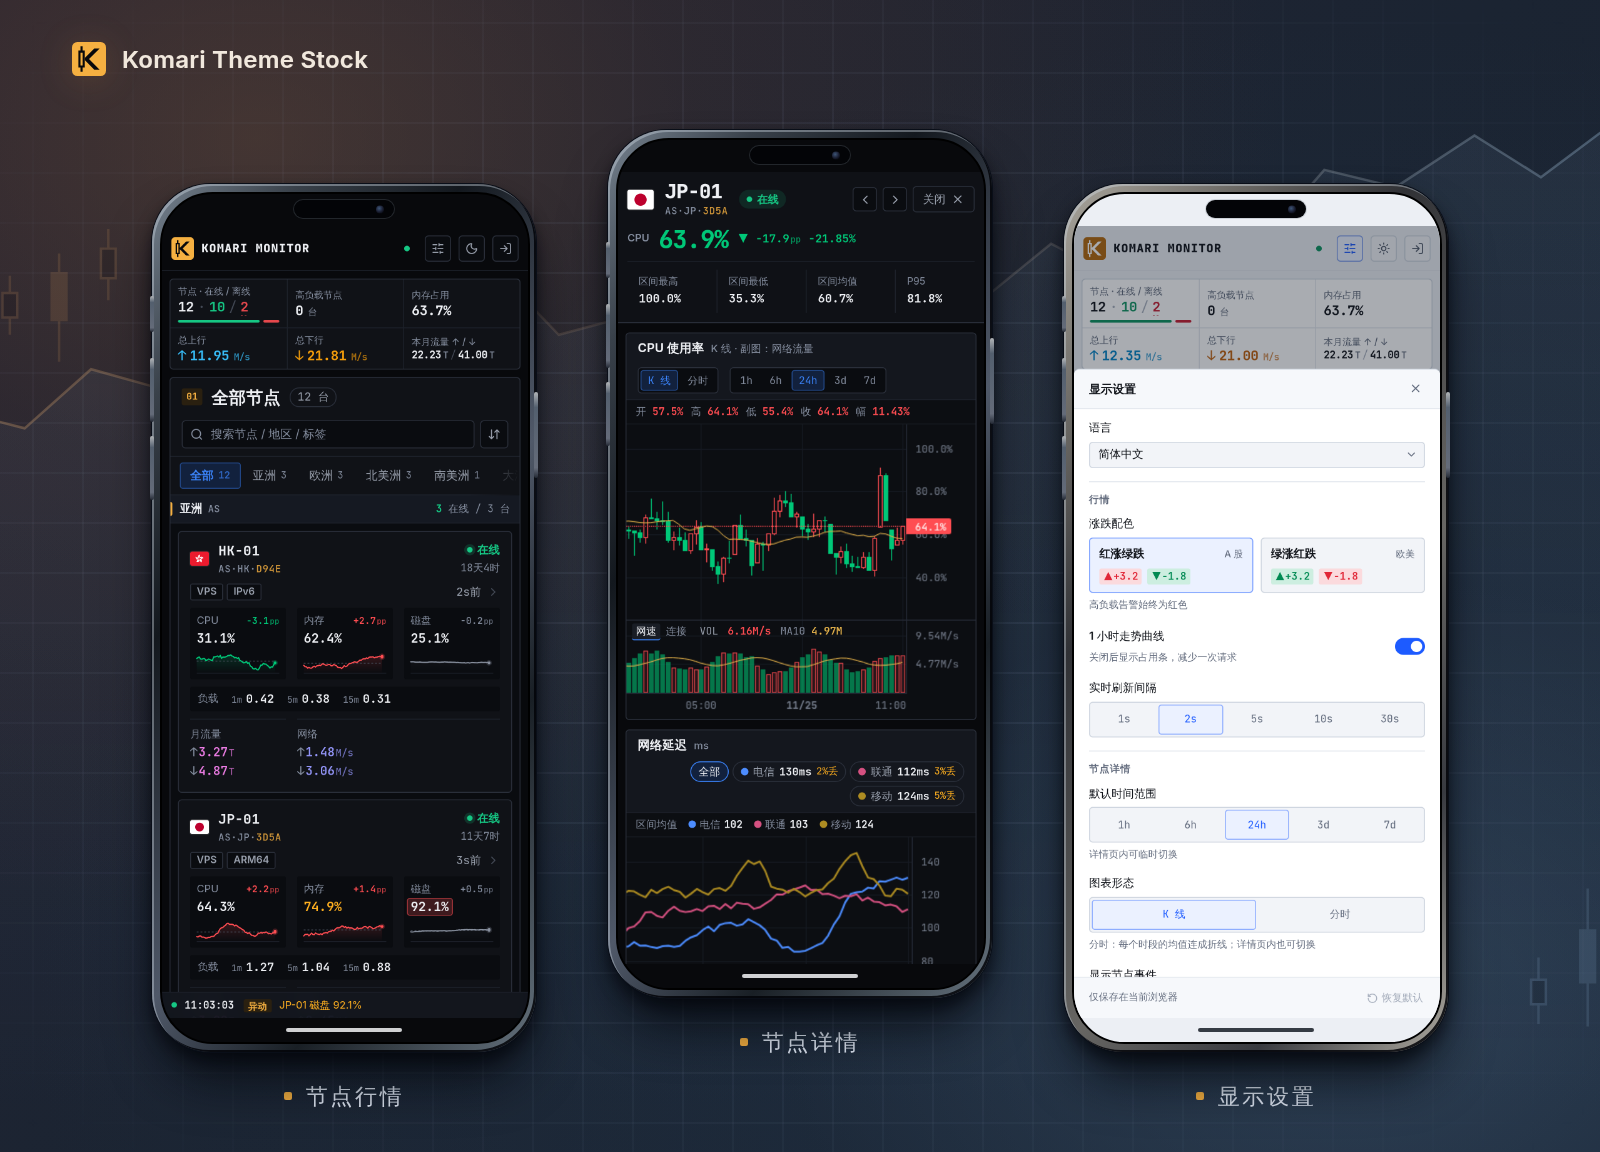 Komari Theme Stock
KOMARI MONITOR
节点 · 在线 / 离线
12 · 10 / 2
高负载节点
0 台
内存占用
63.7%
总上行
↑11.95 M/s
总下行
↓21.81 M/s
本月流量 ↑ / ↓
22.23T / 41.00T
01 全部节点 12 台
搜索节点 / 地区 / 标签
全部 12 亚洲 3 欧洲 3 北美洲 3 南美洲 1
亚洲 AS 3 在线 / 3 台
HK-01 在线
AS·HK·D94E 18天4时
VPS IPv6 2s前
CPU -3.1pp
31.1%
内存 +2.7pp
62.4%
磁盘 -0.2pp
25.1%
负载 1m 0.42 5m 0.38 15m 0.31
月流量 网络
↑3.27T ↑1.48M/s
↓4.87T ↓3.06M/s
JP-01 在线
AS·JP·3D5A 11天7时
VPS ARM64 3s前
CPU +2.2pp
64.3%
内存 +1.4pp
74.9%
磁盘 +0.5pp
92.1%
负载 1m 1.27 5m 1.04 15m 0.88
11:03:03 异动 JP-01 磁盘 92.1%
节点行情
JP-01 在线
AS·JP·3D5A
关闭
CPU 63.9% ▼ -17.9pp -21.85%
区间最高 区间最低 区间均值 P95
100.0% 35.3% 60.7% 81.8%
CPU 使用率 K 线 · 副图：网络流量
K 线 分时 1h 6h 24h 3d 7d
开 57.5% 高 64.1% 低 55.4% 收 64.1% 幅 11.43%
100.0%
80.0%
64.1%
60.0%
40.0%
网速 连接 VOL 6.16M/s MA10 4.97M
9.54M/s
4.77M/s
05:00 11/25 11:00
网络延迟 ms
全部 电信 130ms 2%丢 联通 112ms 3%丢
移动 124ms 5%丢
区间均值 电信 102 联通 103 移动 124
140
120
100
80
节点详情
KOMARI MONITOR
节点 · 在线 / 离线
12 · 10 / 2
高负载节点
0 台
内存占用
63.7%
总上行
↑12.35 M/s
总下行
↓21.00 M/s
本月流量 ↑ / ↓
22.23T / 41.00T
显示设置
语言
简体中文
行情
涨跌配色
红涨绿跌 A 股
▲+3.2 ▼-1.8
绿涨红跌 欧美
▲+3.2 ▼-1.8
高负载告警始终为红色
1 小时走势曲线
关闭后显示占用条，减少一次请求
实时刷新间隔
1s 2s 5s 10s 30s
节点详情
默认时间范围
1h 6h 24h 3d 7d
详情页内可临时切换
图表形态
K 线 分时
分时：每个时段的均值连成折线；详情页内也可切换
显示节点事件
仅保存在当前浏览器 恢复默认
显示设置